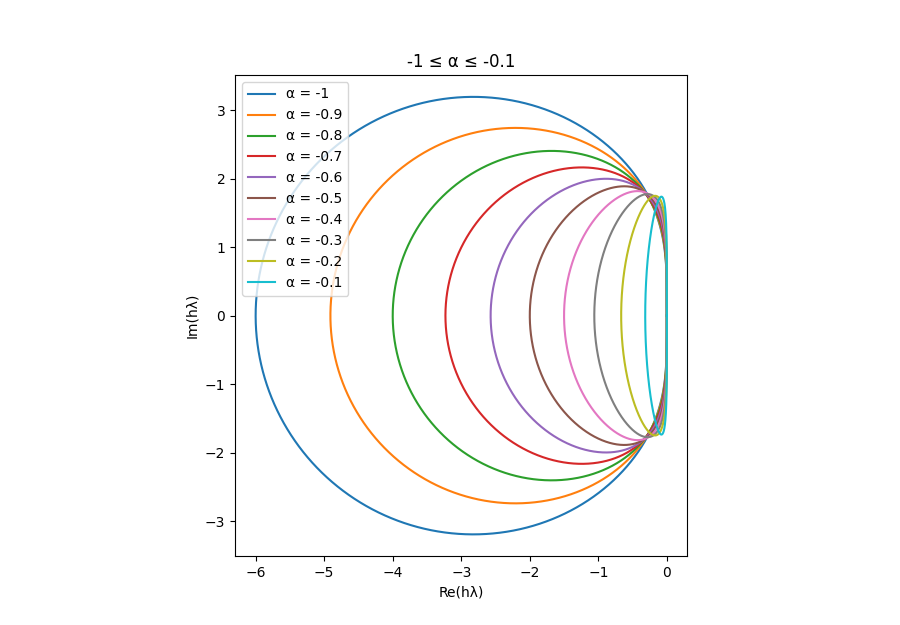 -1 ≤ α ≤ -0.1
α = -1
α = -0.9
α = -0.8
α = -0.7
α = -0.6
α = -0.5
α = -0.4
α = -0.3
α = -0.2
α = -0.1
3
2
1
0
−1
−2
−3
Im(hλ)
−6 −5 −4 −3 −2 −1 0
Re(hλ)